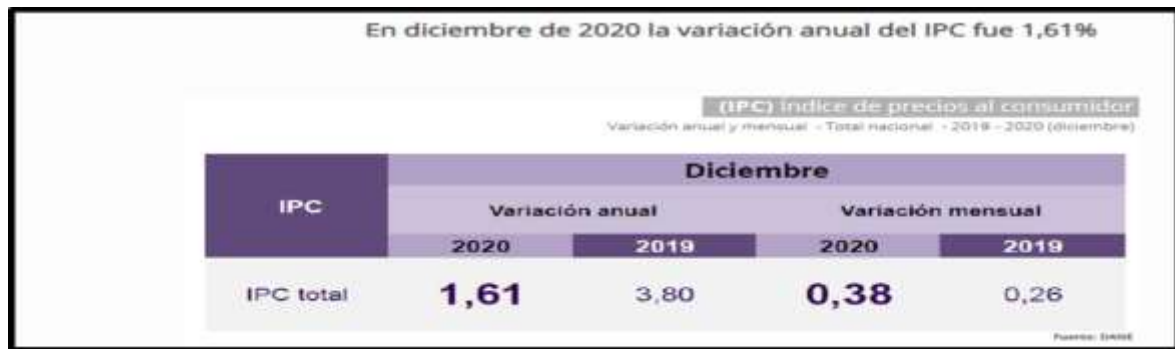 En diciembre de 2020 la variación anual del IPC fue 1,61%
(IPC) Índice de precios al consumidor
Variación anual y mensual - Total nacional - 2019 - 2020 (diciembre)
IPC
Diciembre
Variación anual
Variación mensual
2020 2019 2020 2019
IPC total 1,61 3,80 0,38 0,26
Fuente: DANE